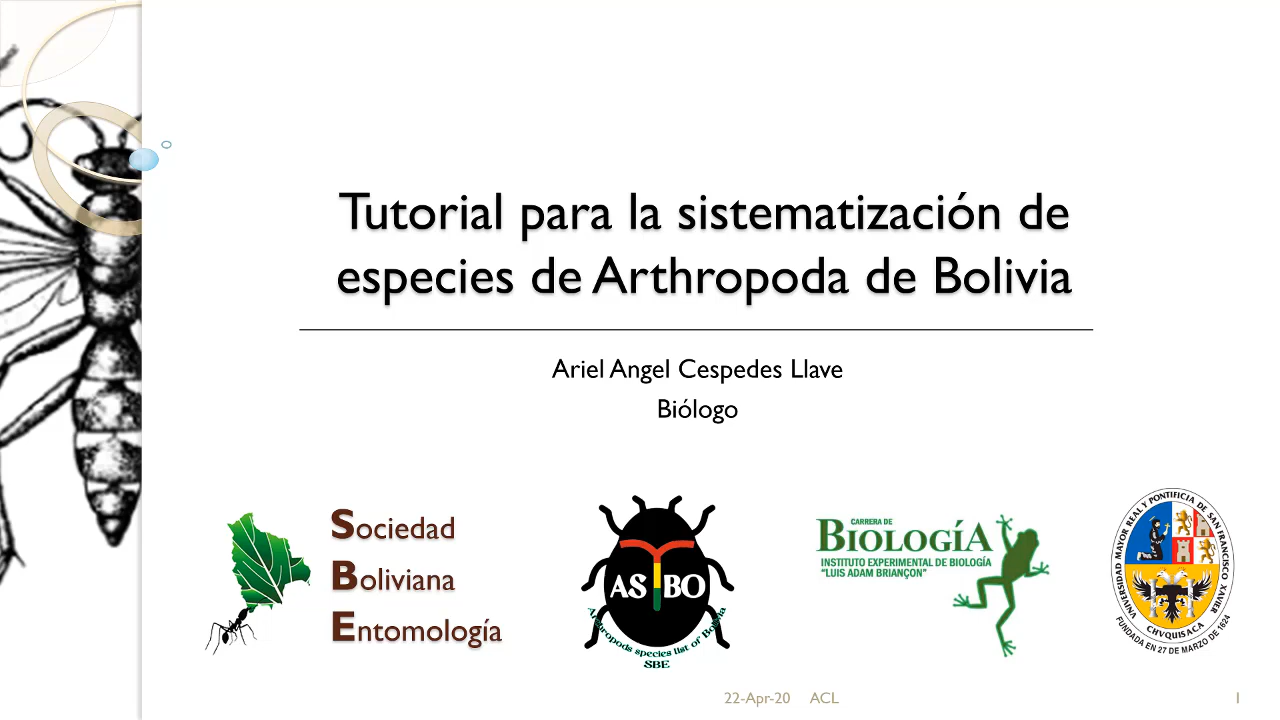 Tutorial para la sistematización de
especies de Arthropoda de Bolivia
Ariel Angel Cespedes Llave
Biólogo
Sociedad
Boliviana
Entomología
AS BO
Arthropods species list of Bolivia
SBE
CARRERA DE
BIOLOGÍA
INSTITUTO EXPERIMENTAL DE BIOLOGÍA
"LUIS ADAM BRIANÇON"
UNIVERSIDAD MAYOR REAL Y PONTIFICIA DE SAN FRANCISCO XAVIER
CHVQUISACA
FUNDADA EN 27 DE MARZO DE 1624
22-Apr-20 ACL
1